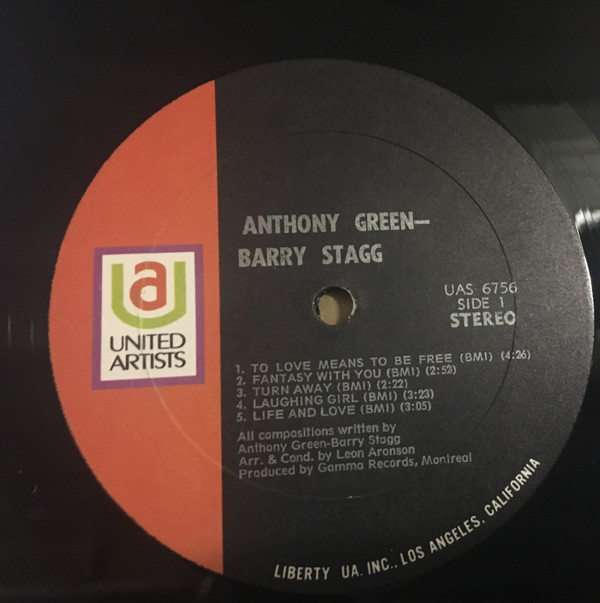 ANTHONY GREEN—
BARRY STAGG
UAS 6756
SIDE 1
STEREO
ua
UNITED
ARTISTS
1. TO LOVE MEANS TO BE FREE (BMI) (4:26)
2. FANTASY WITH YOU (BMI) (2:52)
3. TURN AWAY (BMI) (2:22)
4. LAUGHING GIRL (BMI) (3:23)
5. LIFE AND LOVE (BMI) (3:05)
All compositions written by
Anthony Green-Barry Stagg
Arr. & Cond. by Leon Aronson
Produced by Gamma Records, Montreal
LIBERTY UA. INC., LOS ANGELES, CALIFORNIA